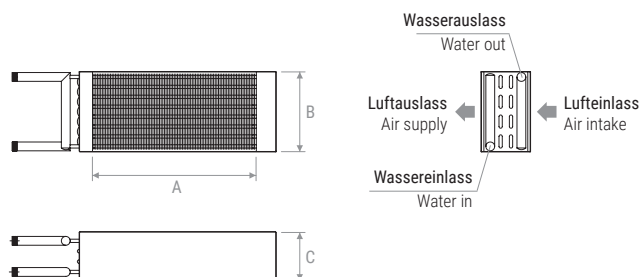 Wasserauslass
Water out
B
Luftauslass
Air supply
Lufteinlass
Air intake
A
Wassereinlass
Water in
C